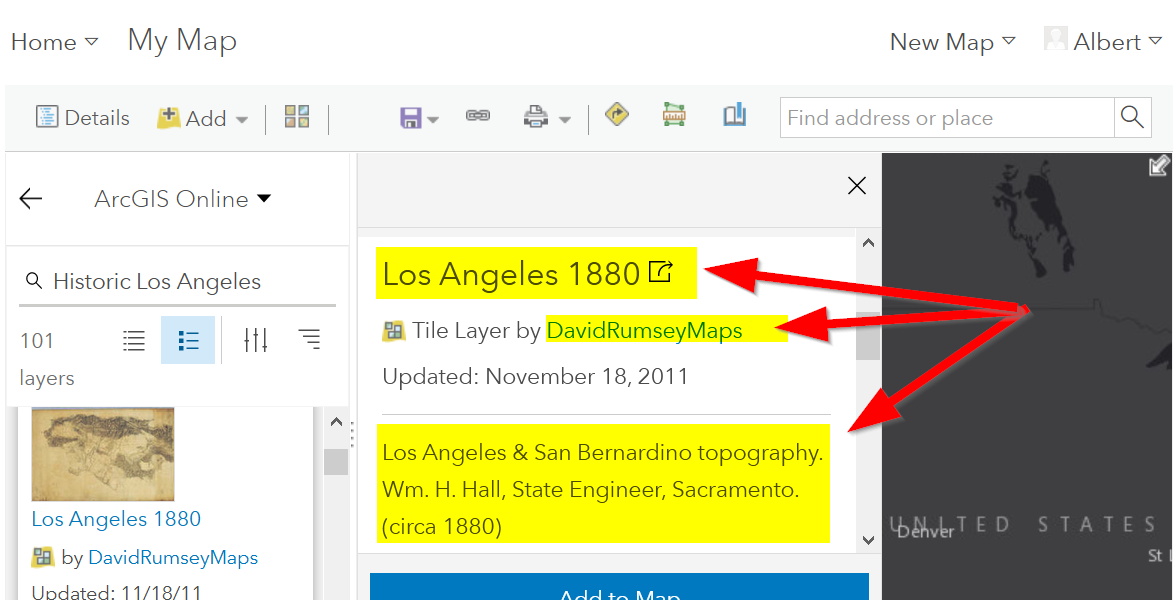 Home My Map New Map Albert
Details Add Find address or place
ArcGIS Online
Historic Los Angeles
101
layers
Los Angeles 1880
by DavidRumseyMaps
Updated: 11/18/11
Los Angeles 1880
Tile Layer by DavidRumseyMaps
Updated: November 18, 2011
Los Angeles & San Bernardino topography.
Wm. H. Hall, State Engineer, Sacramento.
(circa 1880)
Add to Map
UNITED STATES
Denver
St